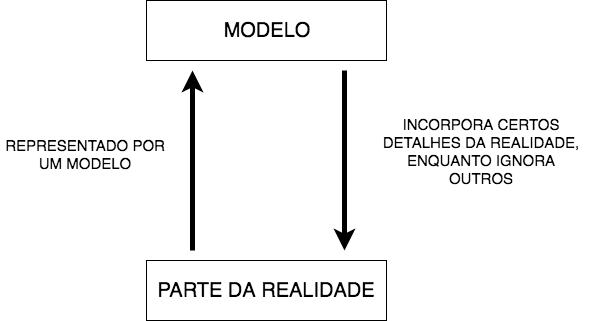 MODELO
REPRESENTADO POR
UM MODELO
INCORPORA CERTOS
DETALHES DA REALIDADE,
ENQUANTO IGNORA
OUTROS
PARTE DA REALIDADE